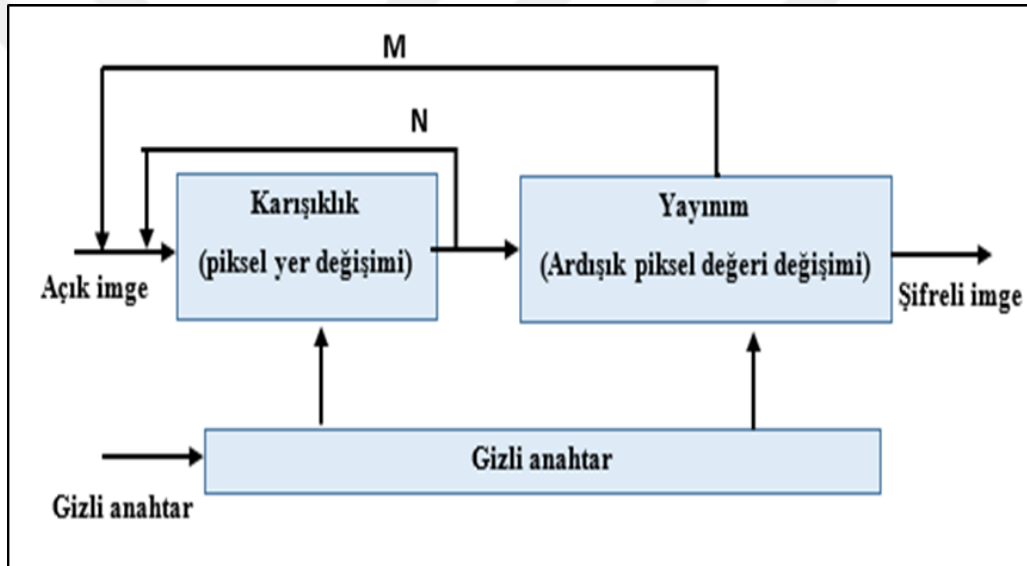 M
N
Karışıklık
(piksel yer değişimi)
Yayınım
(Ardışık piksel değeri değişimi)
Açık imge
Şifreli imge
Gizli anahtar
Gizli anahtar